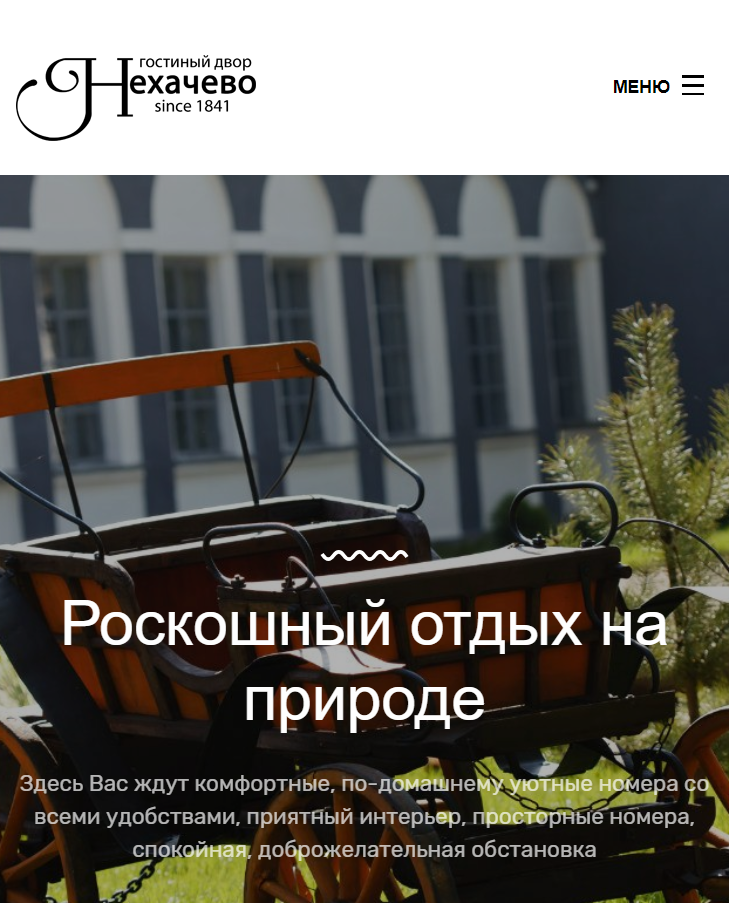 гостиный двор
Нехачево
since 1841
МЕНЮ
Роскошный отдых на
природе
Здесь Вас ждут комфортные, по-домашнему уютные номера со
всеми удобствами, приятный интерьер, просторные номера,
спокойная, доброжелательная обстановка